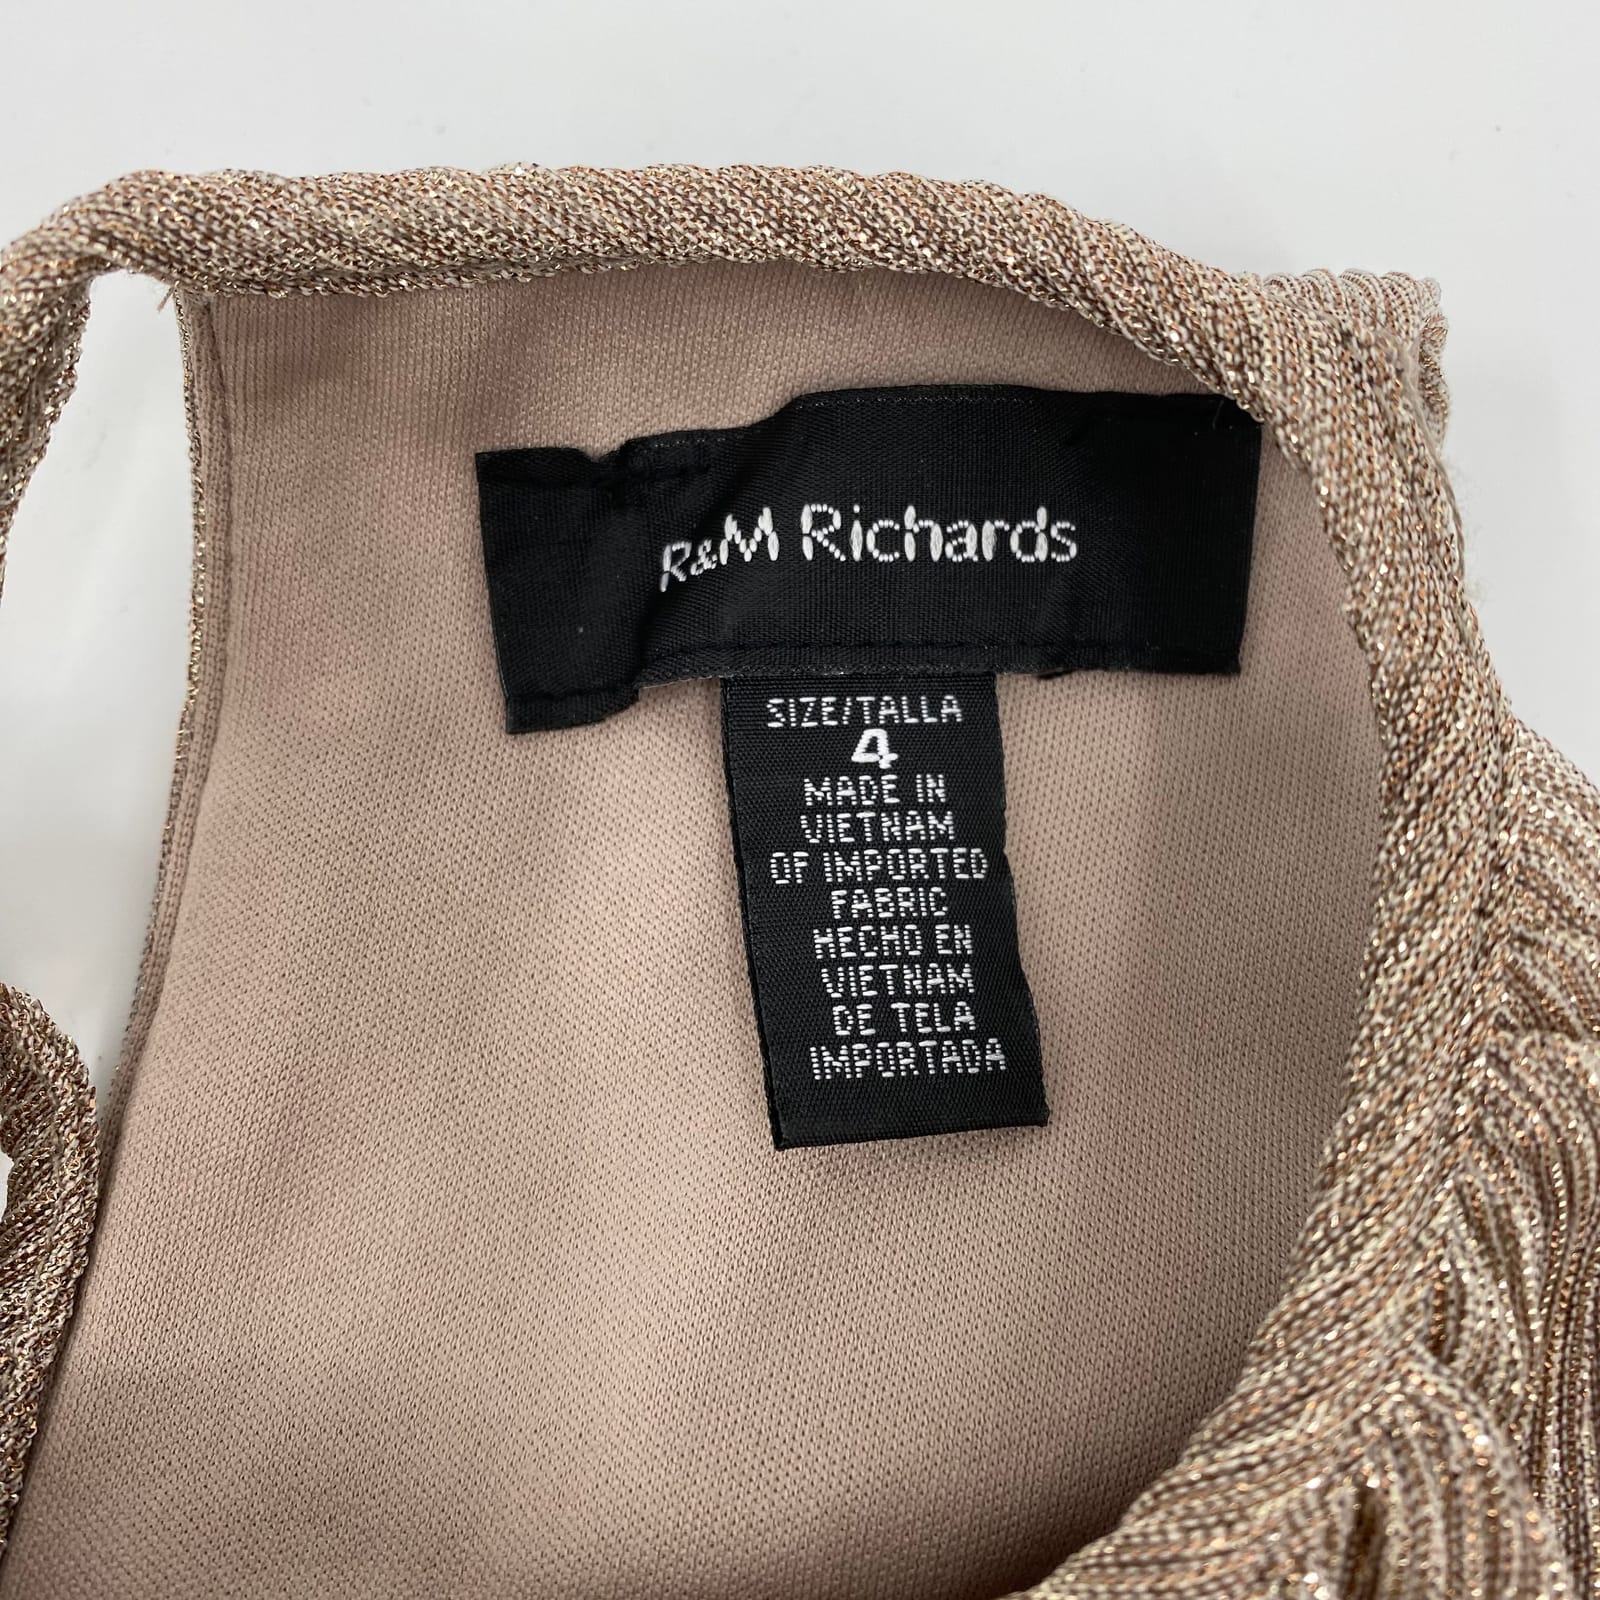 R&M Richards
SIZE/TALLA
4
MADE IN
VIETNAM
OF IMPORTED
FABRIC
HECHO EN
VIETNAM
DE TELA
IMPORTADA